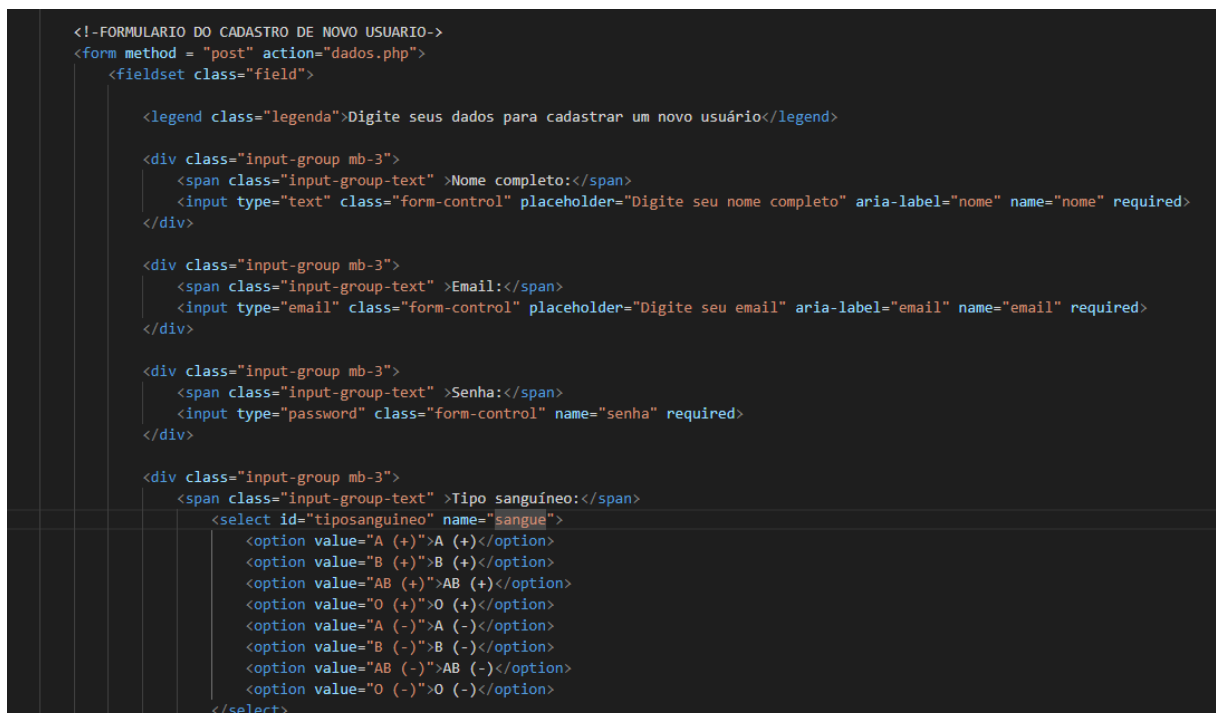 <!-FORMULARIO DO CADASTRO DE NOVO USUARIO->
<form method = "post" action="dados.php">
<fieldset class="field">
<legend class="legenda">Digite seus dados para cadastrar um novo usuário</legend>
<div class="input-group mb-3">
<span class="input-group-text" >Nome completo:</span>
<input type="text" class="form-control" placeholder="Digite seu nome completo" aria-label="nome" name="nome" required>
</div>
<div class="input-group mb-3">
<span class="input-group-text" >Email:</span>
<input type="email" class="form-control" placeholder="Digite seu email" aria-label="email" name="email" required>
</div>
<div class="input-group mb-3">
<span class="input-group-text" >Senha:</span>
<input type="password" class="form-control" name="senha" required>
</div>
<div class="input-group mb-3">
<span class="input-group-text" >Tipo sanguíneo:</span>
<select id="tiposanguineo" name="sangue">
<option value="A (+)">A (+)</option>
<option value="B (+)">B (+)</option>
<option value="AB (+)">AB (+)</option>
<option value="O (+)">O (+)</option>
<option value="A (-)">A (-)</option>
<option value="B (-)">B (-)</option>
<option value="AB (-)">AB (-)</option>
<option value="O (-)">O (-)</option>
</select>